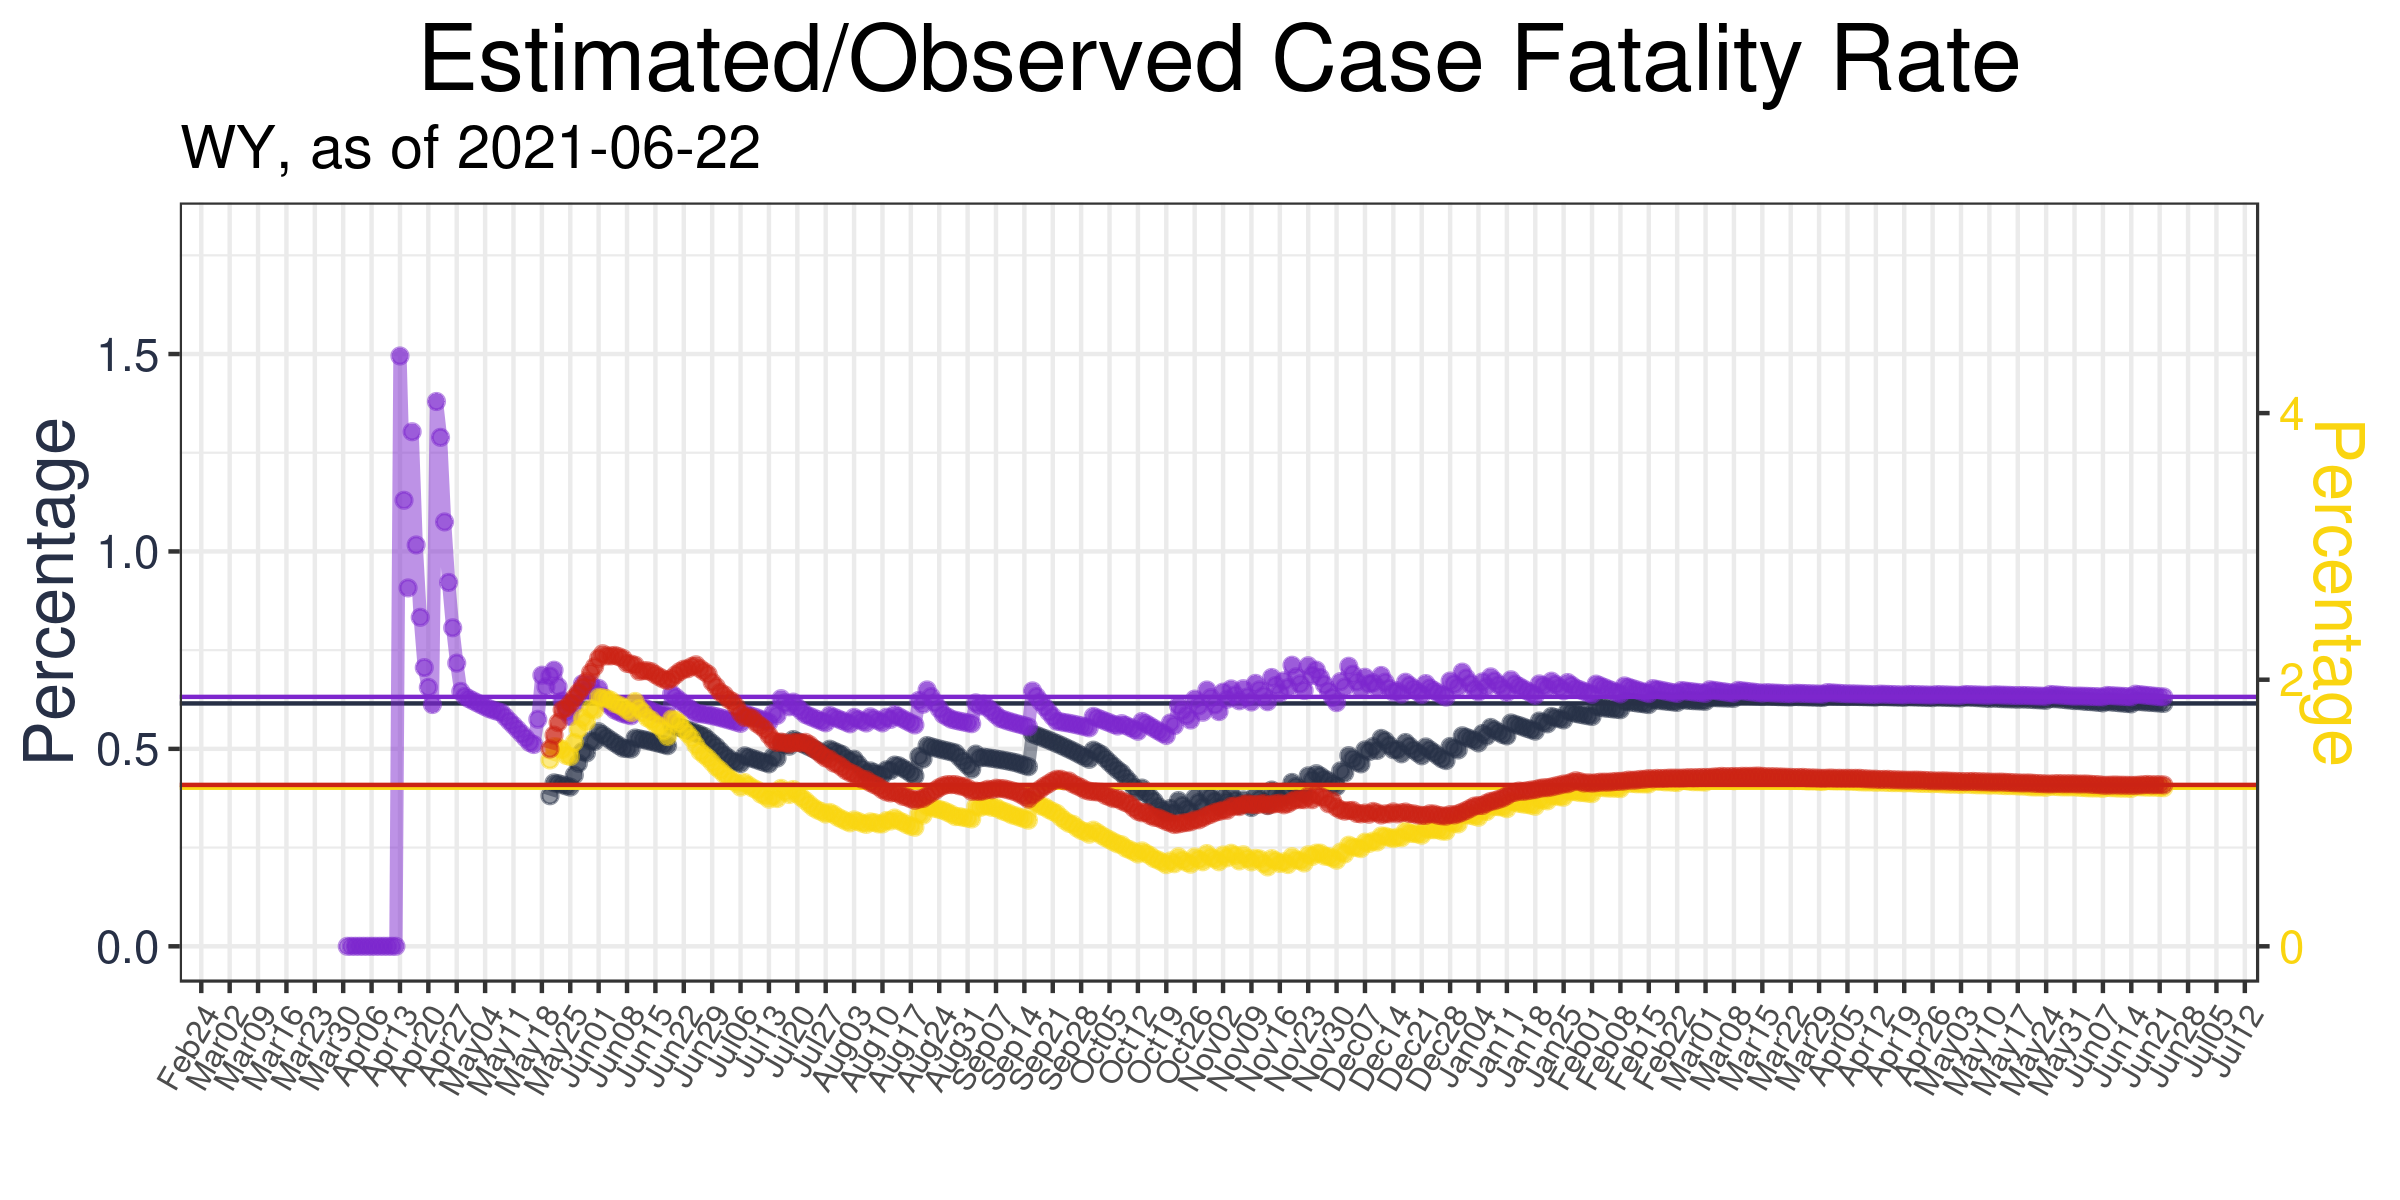 Estimated/Observed Case Fatality Rate
WY, as of 2021-06-22
Percentage
1.5
1.0
0.5
0.0
4
2
0
Percentage
Feb24
Mar02
Mar09
Mar16
Mar23
Mar30
Apr06
Apr13
Apr20
Apr27
May04
May11
May18
May25
Jun01
Jun08
Jun15
Jun22
Jun29
Jul06
Jul13
Jul20
Jul27
Aug03
Aug10
Aug17
Aug24
Aug31
Sep07
Sep14
Sep21
Sep28
Oct05
Oct12
Oct19
Oct26
Nov02
Nov09
Nov16
Nov23
Nov30
Dec07
Dec14
Dec21
Dec28
Jan04
Jan11
Jan18
Jan25
Feb01
Feb08
Feb15
Feb22
Mar01
Mar08
Mar15
Mar22
Mar29
Apr05
Apr12
Apr19
Apr26
May03
May10
May17
May24
May31
Jun07
Jun14
Jun21
Jun28
Jul05
Jul12